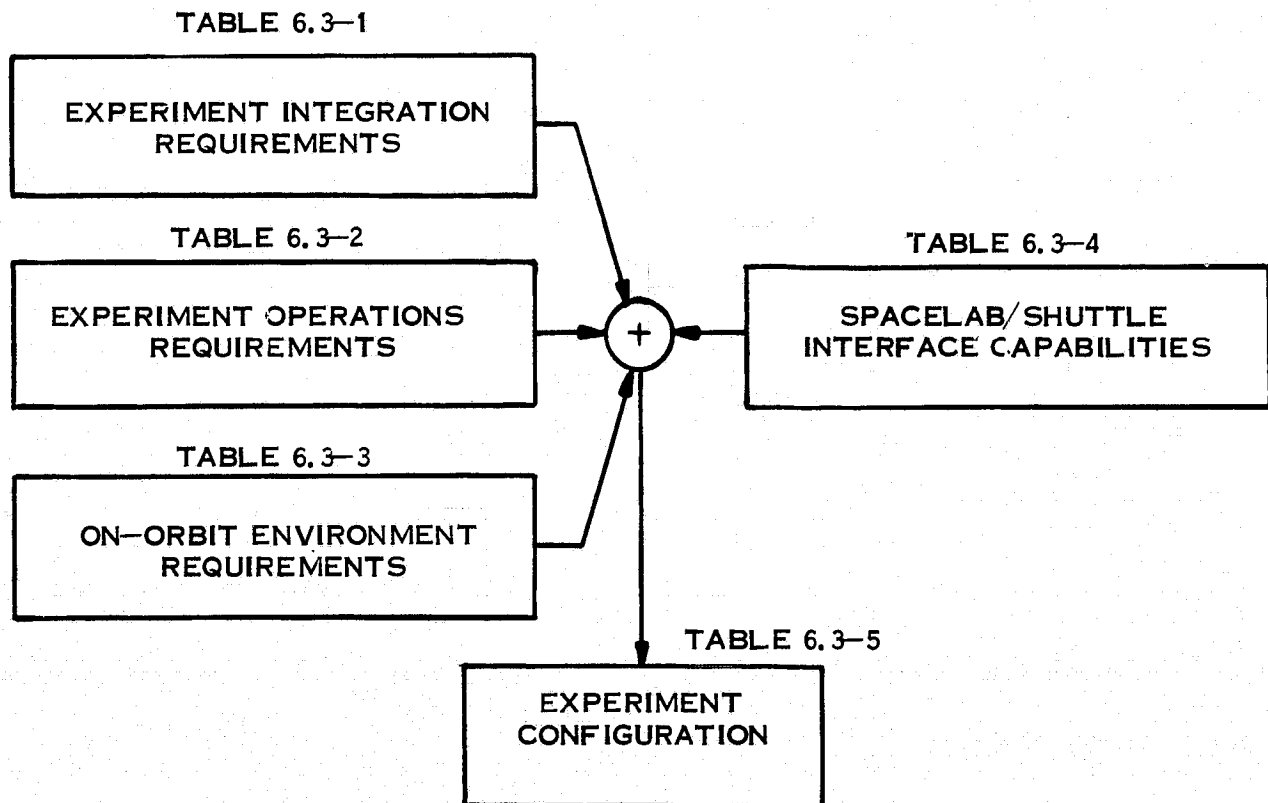 TABLE 6.3-1
EXPERIMENT INTEGRATION
REQUIREMENTS
TABLE 6.3-2
EXPERIMENT OPERATIONS
REQUIREMENTS
TABLE 6.3-3
ON-ORBIT ENVIRONMENT
REQUIREMENTS
+
TABLE 6.3-4
SPACELAB/SHUTTLE
INTERFACE CAPABILITIES
TABLE 6.3-5
EXPERIMENT
CONFIGURATION